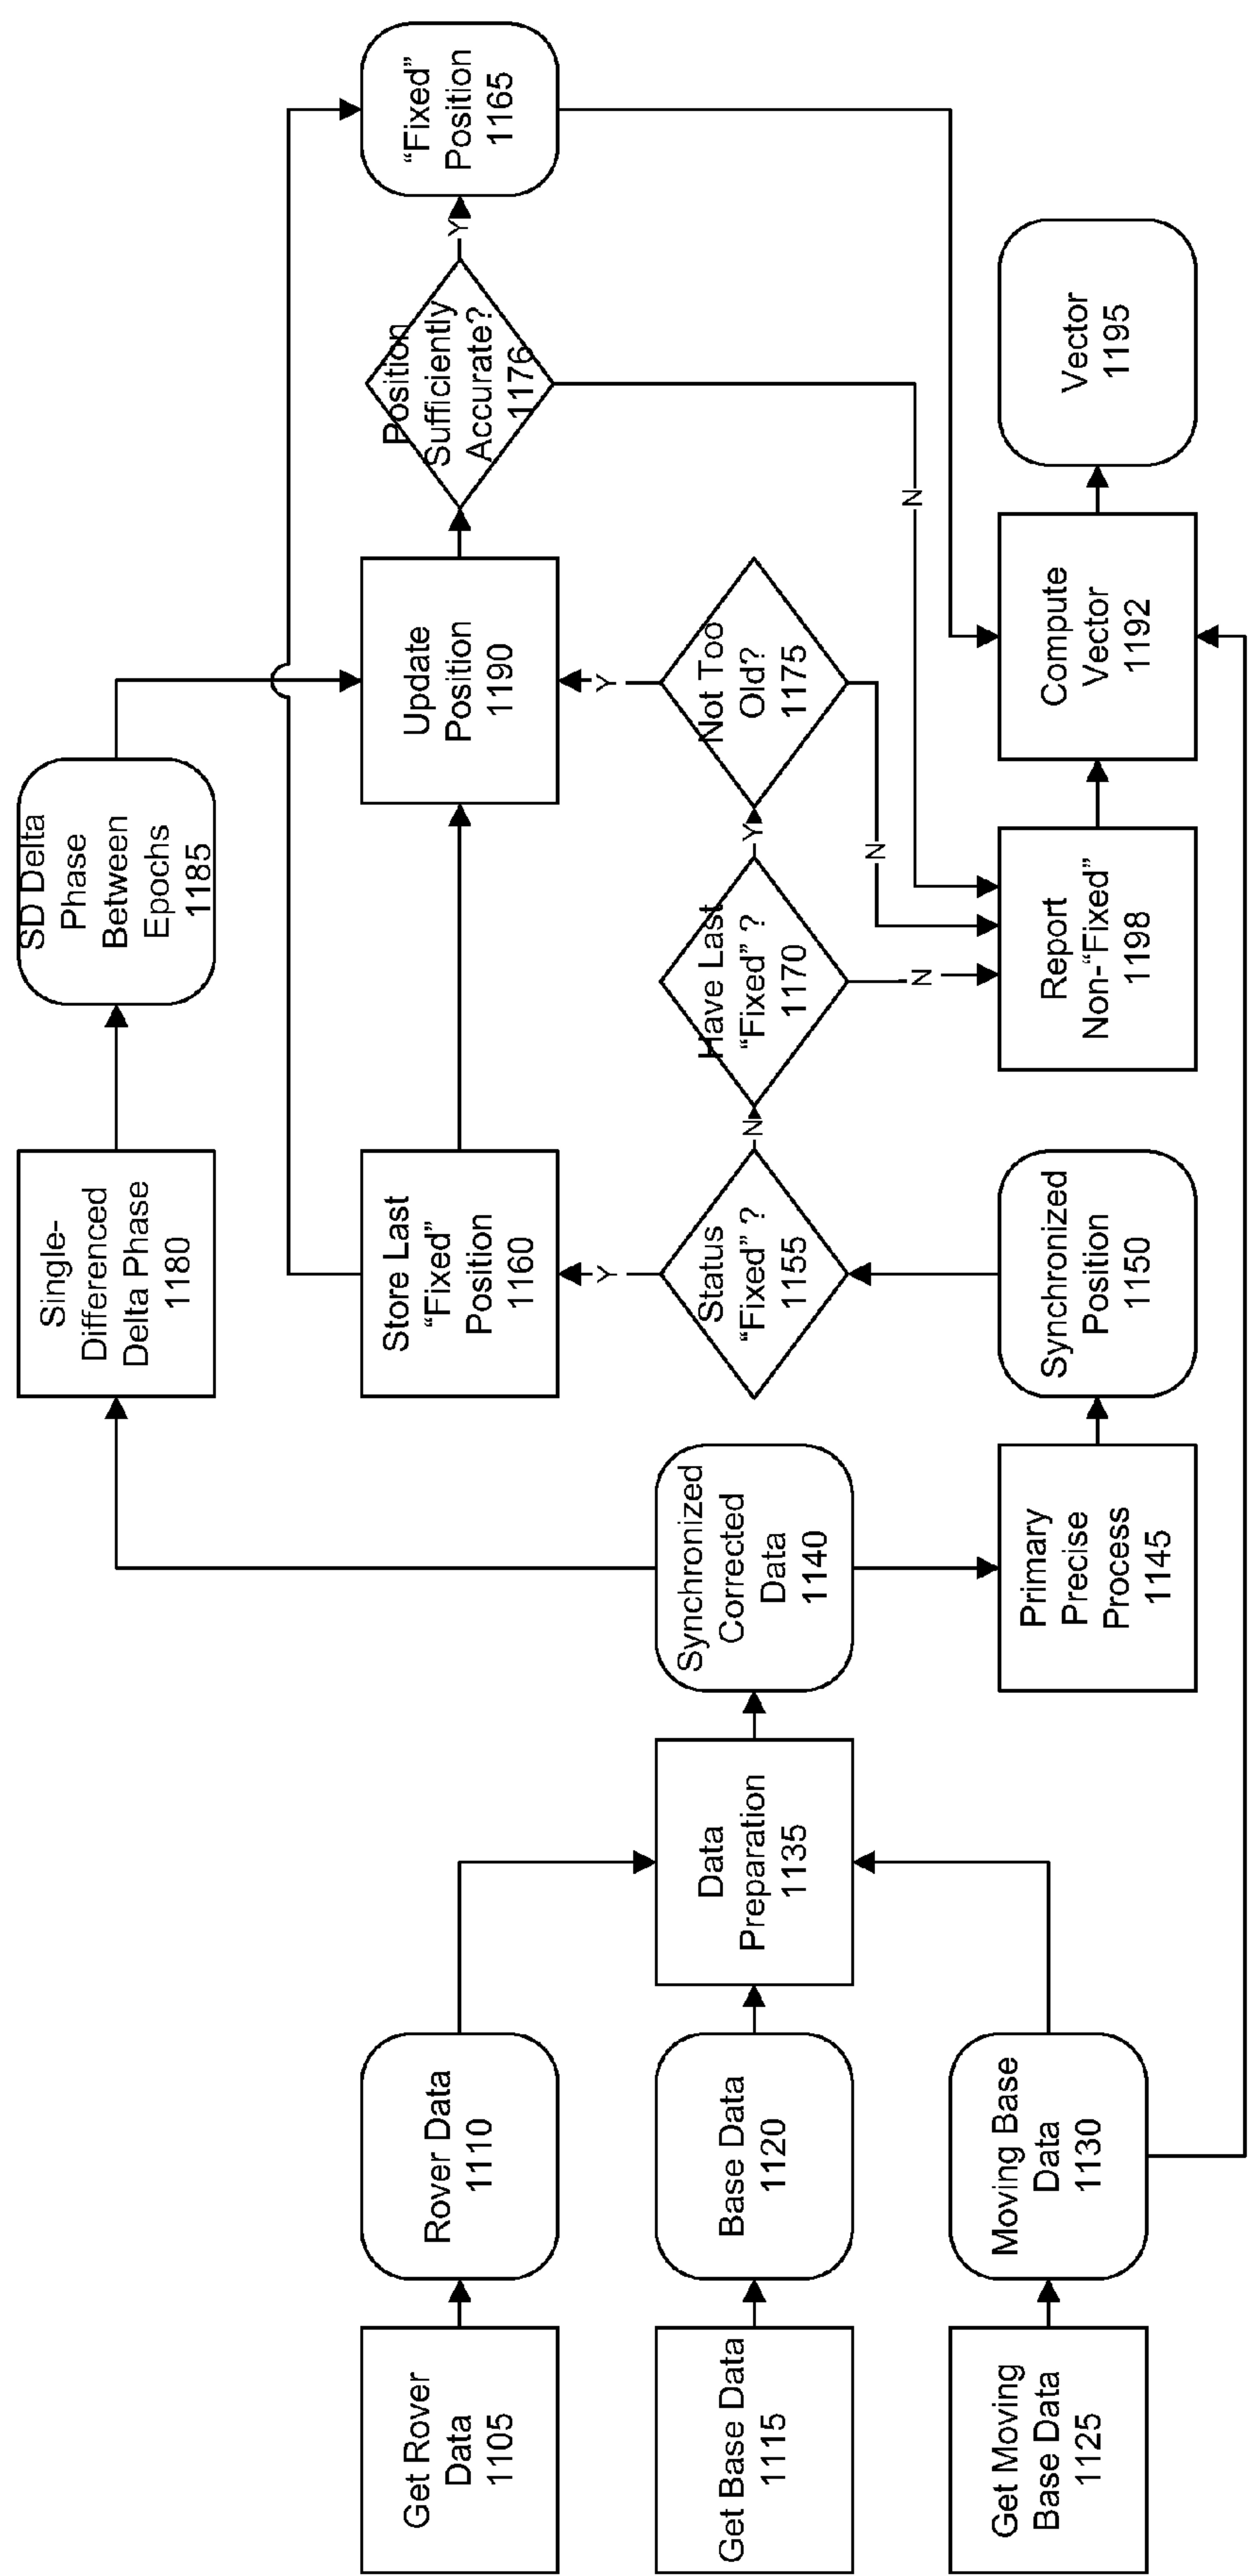 Get Rover
Data
1105
Rover Data
1110
Get Base Data
1115
Base Data
1120
Get Moving
Base Data
1125
Moving Base
Data
1130
Data
Preparation
1135
Synchronized
Corrected
Data
1140
Primary
Precise
Process
1145
Synchronized
Position
1150
Status
“Fixed” ?
1155
Y
N
Store Last
“Fixed”
Position
1160
Single-
Differenced
Delta Phase
1180
SD Delta
Phase
Between
Epochs
1185
Have Last
“Fixed” ?
1170
Y
N
Not Too
Old?
1175
Y
N
Update
Position
1190
Position
Sufficiently
Accurate?
1176
Y
N
“Fixed”
Position
1165
Report
Non-“Fixed”
1198
Compute
Vector
1192
Vector
1195